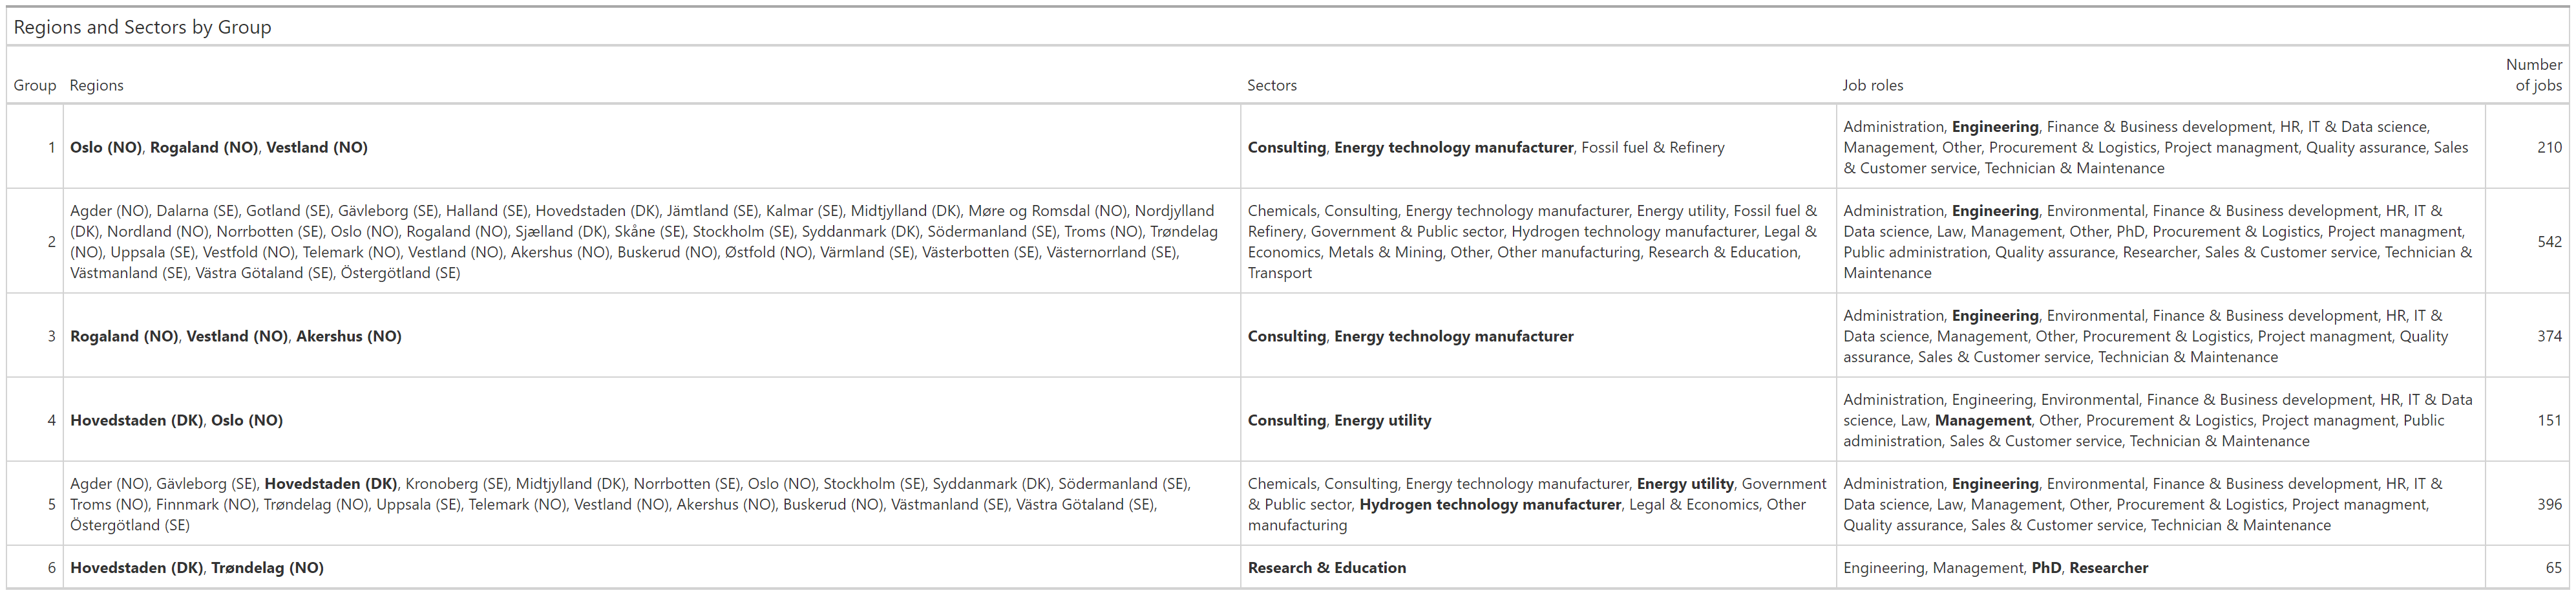 Regions and Sectors by Group
Group Regions Sectors Job roles Number of jobs
1
Oslo (NO), Rogaland (NO), Vestland (NO)
Consulting, Energy technology manufacturer, Fossil fuel & Refinery
Administration, Engineering, Finance & Business development, HR, IT & Data science,
Management, Other, Procurement & Logistics, Project managment, Quality assurance, Sales
& Customer service, Technician & Maintenance
210
2
Agder (NO), Dalarna (SE), Gotland (SE), Gävleborg (SE), Halland (SE), Hovedstaden (DK), Jämtland (SE), Kalmar (SE), Midtjylland (DK), Møre og Romsdal (NO), Nordjylland
(DK), Nordland (NO), Norrbotten (SE), Oslo (NO), Rogaland (NO), Sjælland (DK), Skåne (SE), Stockholm (SE), Syddanmark (DK), Södermanland (SE), Troms (NO), Trøndelag
(NO), Uppsala (SE), Vestfold (NO), Telemark (NO), Vestland (NO), Akershus (NO), Buskerud (NO), Østfold (NO), Värmland (SE), Västerbotten (SE), Västernorrland (SE),
Västmanland (SE), Västra Götaland (SE), Östergötland (SE)
Chemicals, Consulting, Energy technology manufacturer, Energy utility, Fossil fuel &
Refinery, Government & Public sector, Hydrogen technology manufacturer, Legal &
Economics, Metals & Mining, Other, Other manufacturing, Research & Education,
Transport
Administration, Engineering, Environmental, Finance & Business development, HR, IT &
Data science, Law, Management, Other, PhD, Procurement & Logistics, Project managment,
Public administration, Quality assurance, Researcher, Sales & Customer service, Technician &
Maintenance
542
3
Rogaland (NO), Vestland (NO), Akershus (NO)
Consulting, Energy technology manufacturer
Administration, Engineering, Environmental, Finance & Business development, HR, IT &
Data science, Management, Other, Procurement & Logistics, Project managment, Quality
assurance, Sales & Customer service, Technician & Maintenance
374
4
Hovedstaden (DK), Oslo (NO)
Consulting, Energy utility
Administration, Engineering, Environmental, Finance & Business development, HR, IT & Data
science, Law, Management, Other, Procurement & Logistics, Project managment, Public
administration, Sales & Customer service, Technician & Maintenance
151
5
Agder (NO), Gävleborg (SE), Hovedstaden (DK), Kronoberg (SE), Midtjylland (DK), Norrbotten (SE), Oslo (NO), Stockholm (SE), Syddanmark (DK), Södermanland (SE),
Troms (NO), Finnmark (NO), Trøndelag (NO), Uppsala (SE), Telemark (NO), Vestland (NO), Akershus (NO), Buskerud (NO), Västmanland (SE), Västra Götaland (SE),
Östergötland (SE)
Chemicals, Consulting, Energy technology manufacturer, Energy utility, Government
& Public sector, Hydrogen technology manufacturer, Legal & Economics, Other
manufacturing
Administration, Engineering, Environmental, Finance & Business development, HR, IT &
Data science, Law, Management, Other, Procurement & Logistics, Project managment,
Quality assurance, Sales & Customer service, Technician & Maintenance
396
6
Hovedstaden (DK), Trøndelag (NO)
Research & Education
Engineering, Management, PhD, Researcher
65